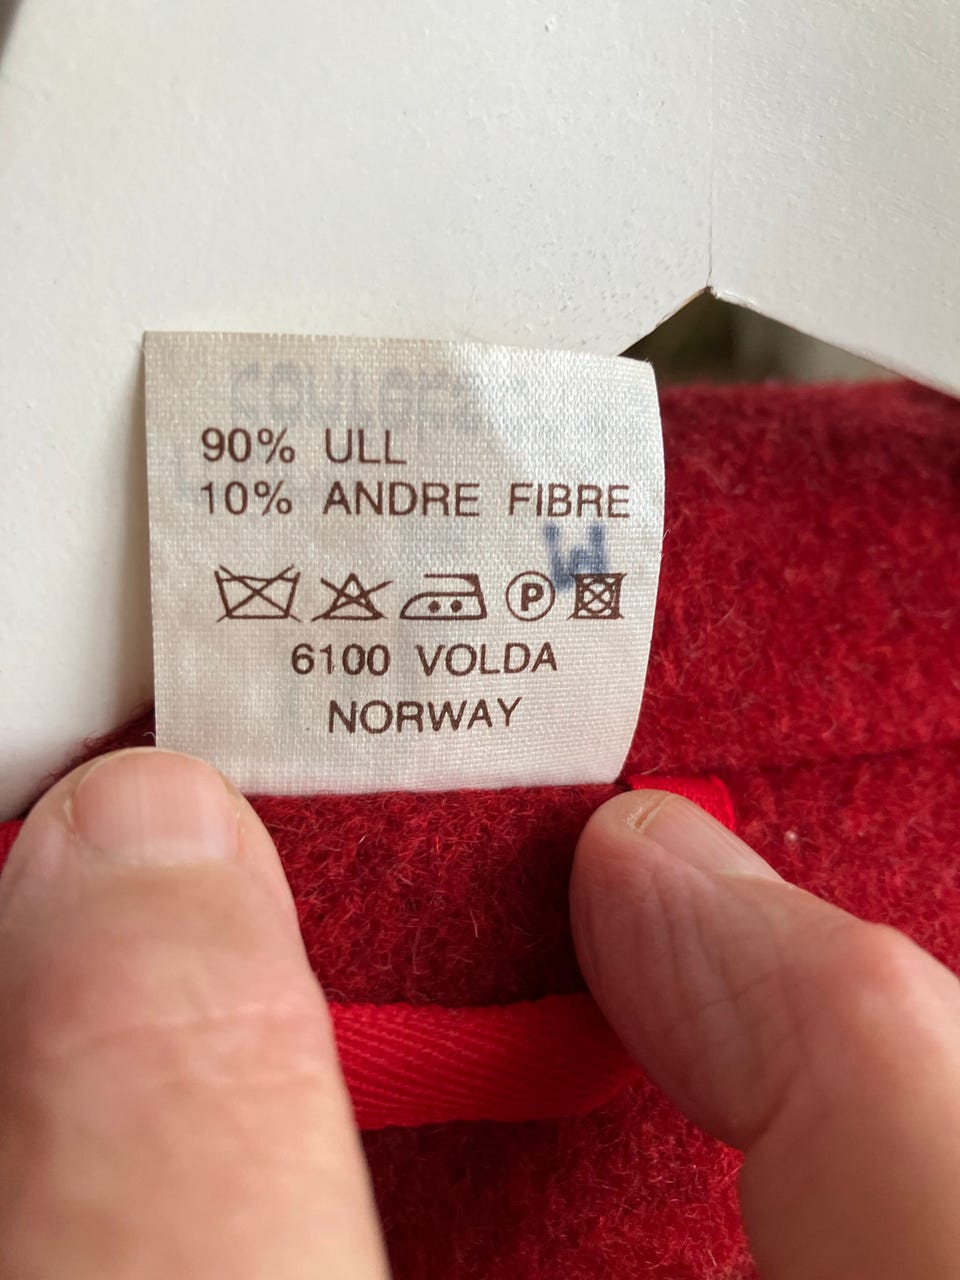 90% ULL
10% ANDRE FIBRE
W
P
6100 VOLDA
NORWAY